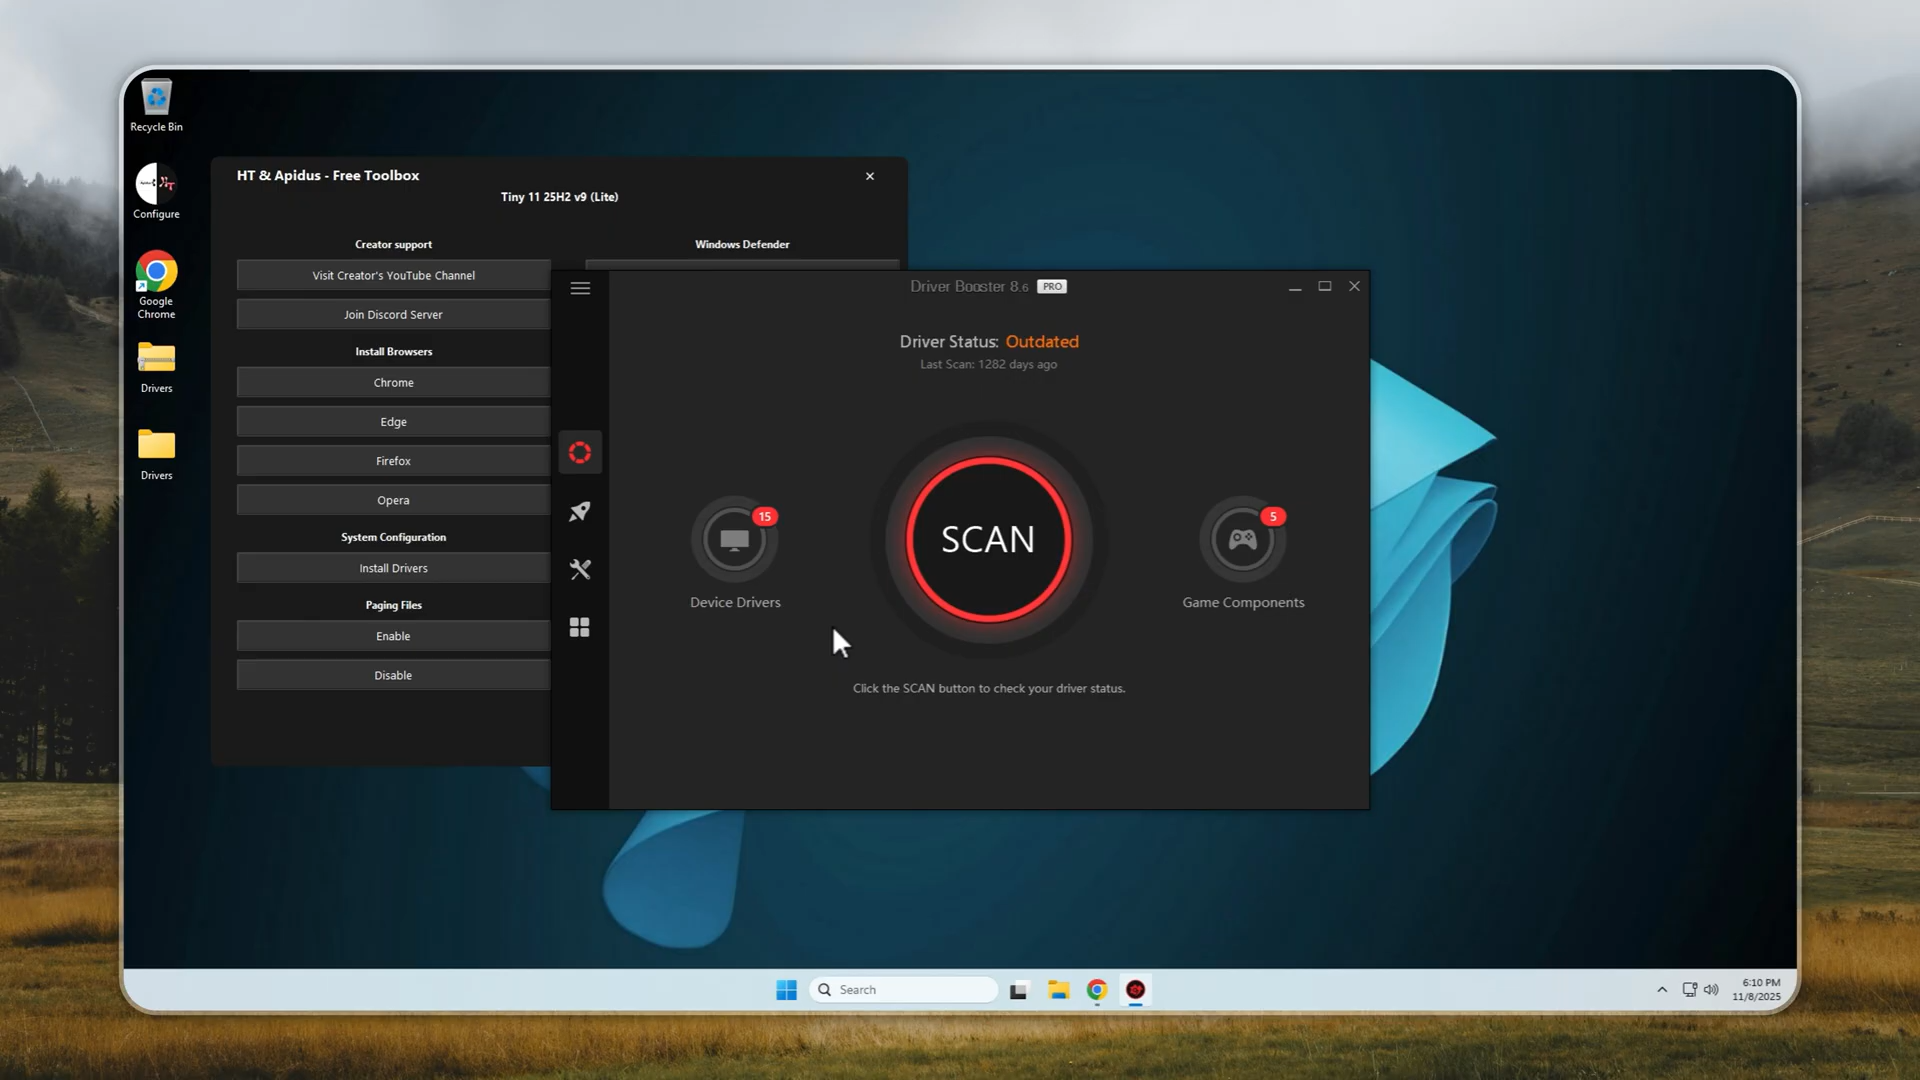 Recycle Bin
Configure
Google
Chrome
Drivers
Drivers
HT & Apidus - Free Toolbox
Tiny 11 25H2 v9 (Lite)
Creator support
Visit Creator's YouTube Channel
Join Discord Server
Install Browsers
Chrome
Edge
Firefox
Opera
System Configuration
Install Drivers
Paging Files
Enable
Disable
Windows Defender
Driver Booster 8.6 PRO
Driver Status: Outdated
Last Scan: 1282 days ago
15
Device Drivers
SCAN
5
Game Components
Click the SCAN button to check your driver status.
Search
6:10 PM
11/8/2025